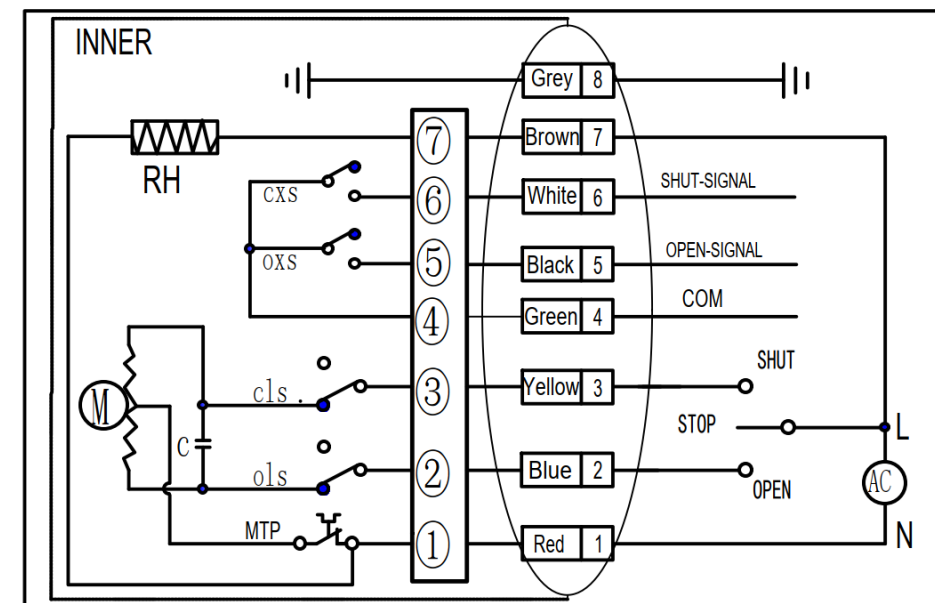 INNER
Grey 8
RH
⑦ Brown 7
CXS
⑥ White 6 SHUT-SIGNAL
OXS
⑤ Black 5 OPEN-SIGNAL
④ Green 4 COM
M
cls.
③ Yellow 3 SHUT
STOP L
C
ols
② Blue 2 OPEN
AC
MTP
① Red 1 N